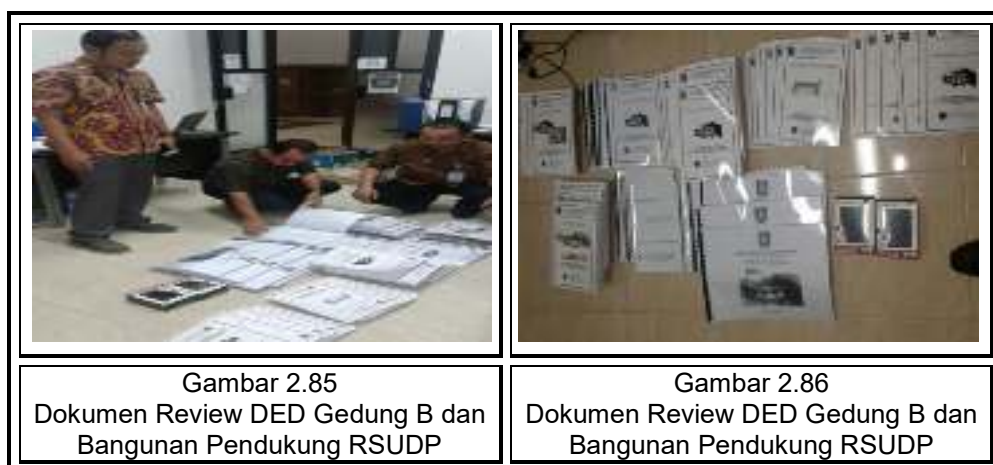 Gambar 2.85
Dokumen Review DED Gedung B dan
Bangunan Pendukung RSUDP
Gambar 2.86
Dokumen Review DED Gedung B dan
Bangunan Pendukung RSUDP